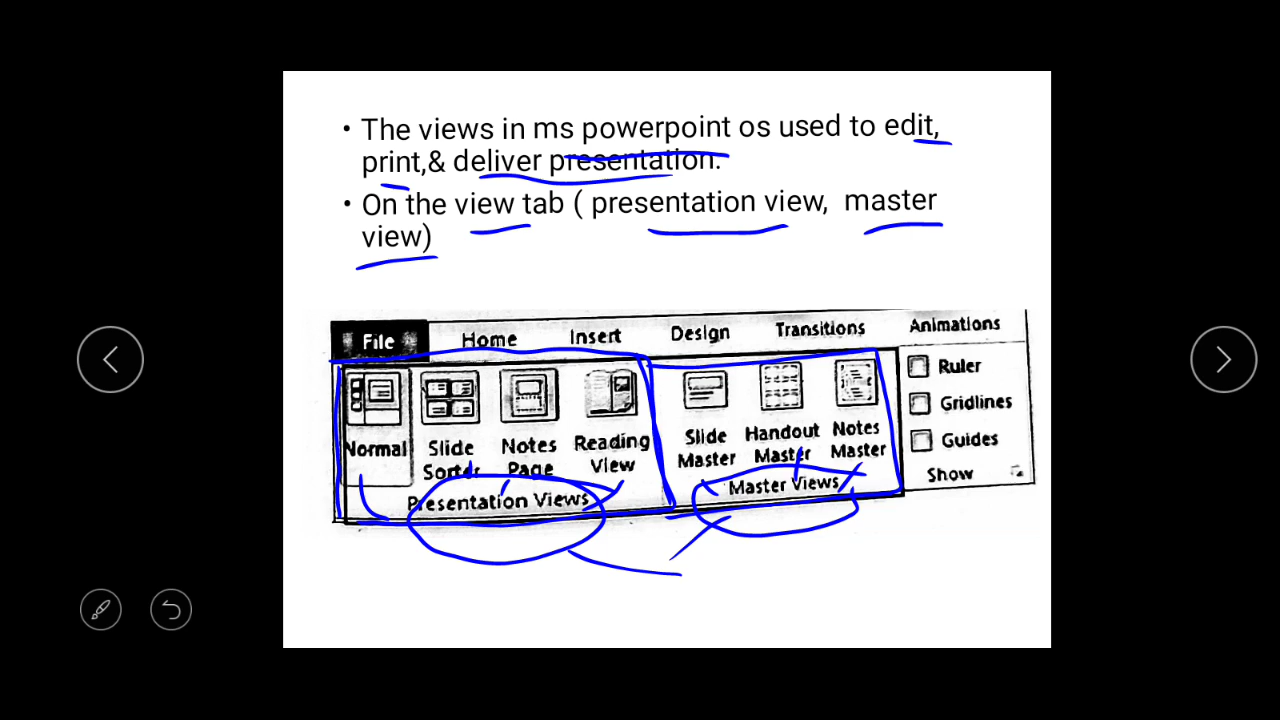 • The views in ms powerpoint os used to edit,
print,& deliver presentation.
• On the view tab ( presentation view,  master
view)
File Home Insert Design Transitions Animations
Normal Slide Sorter Notes Page Reading View Slide Master Handout Master Notes Master
Ruler
Gridlines
Guides
Presentation Views Master Views Show